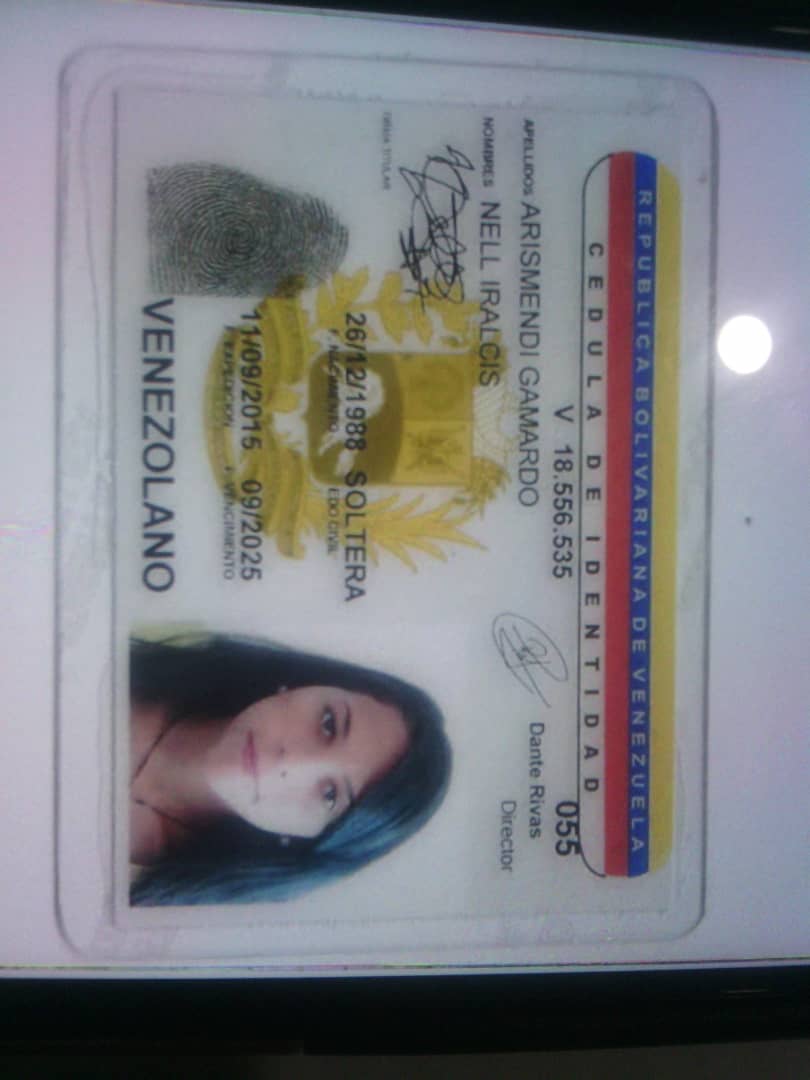 REPUBLICA BOLIVARIANA DE VENEZUELA
CEDULA DE IDENTIDAD
V 18.556.535
055
APELLIDOS ARISMENDI GAMARDO
Dante Rivas
Director
NOMBRES NELL IRALCIS
FIRMA TITULAR
26/12/1988 SOLTERA
F. NACIMIENTO EDO CIVIL
11/09/2015 09/2025
F. EXPEDICION F. VENCIMIENTO
VENEZOLANO